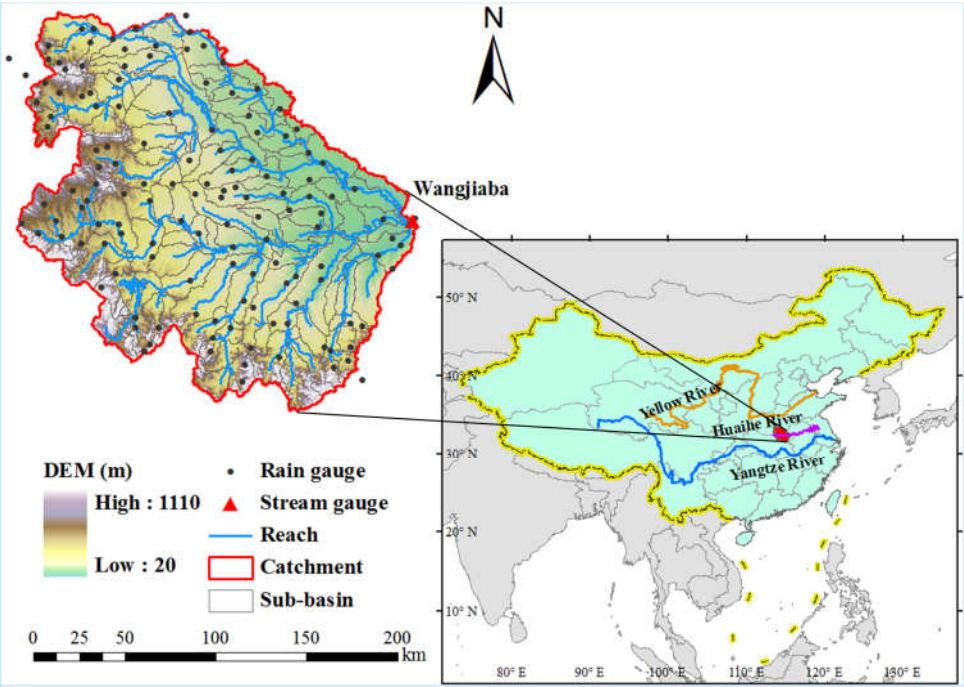 N
Wangjiaba
50° N
40° N
30° N
20° N
10° N
80° E
90° E
100° E
110° E
120° E
130° E
Yellow River
Huaihe River
Yangtze River
DEM (m)
High : 1110
Low : 20
Rain gauge
Stream gauge
Reach
Catchment
Sub-basin
0 25 50 100 150 200
km